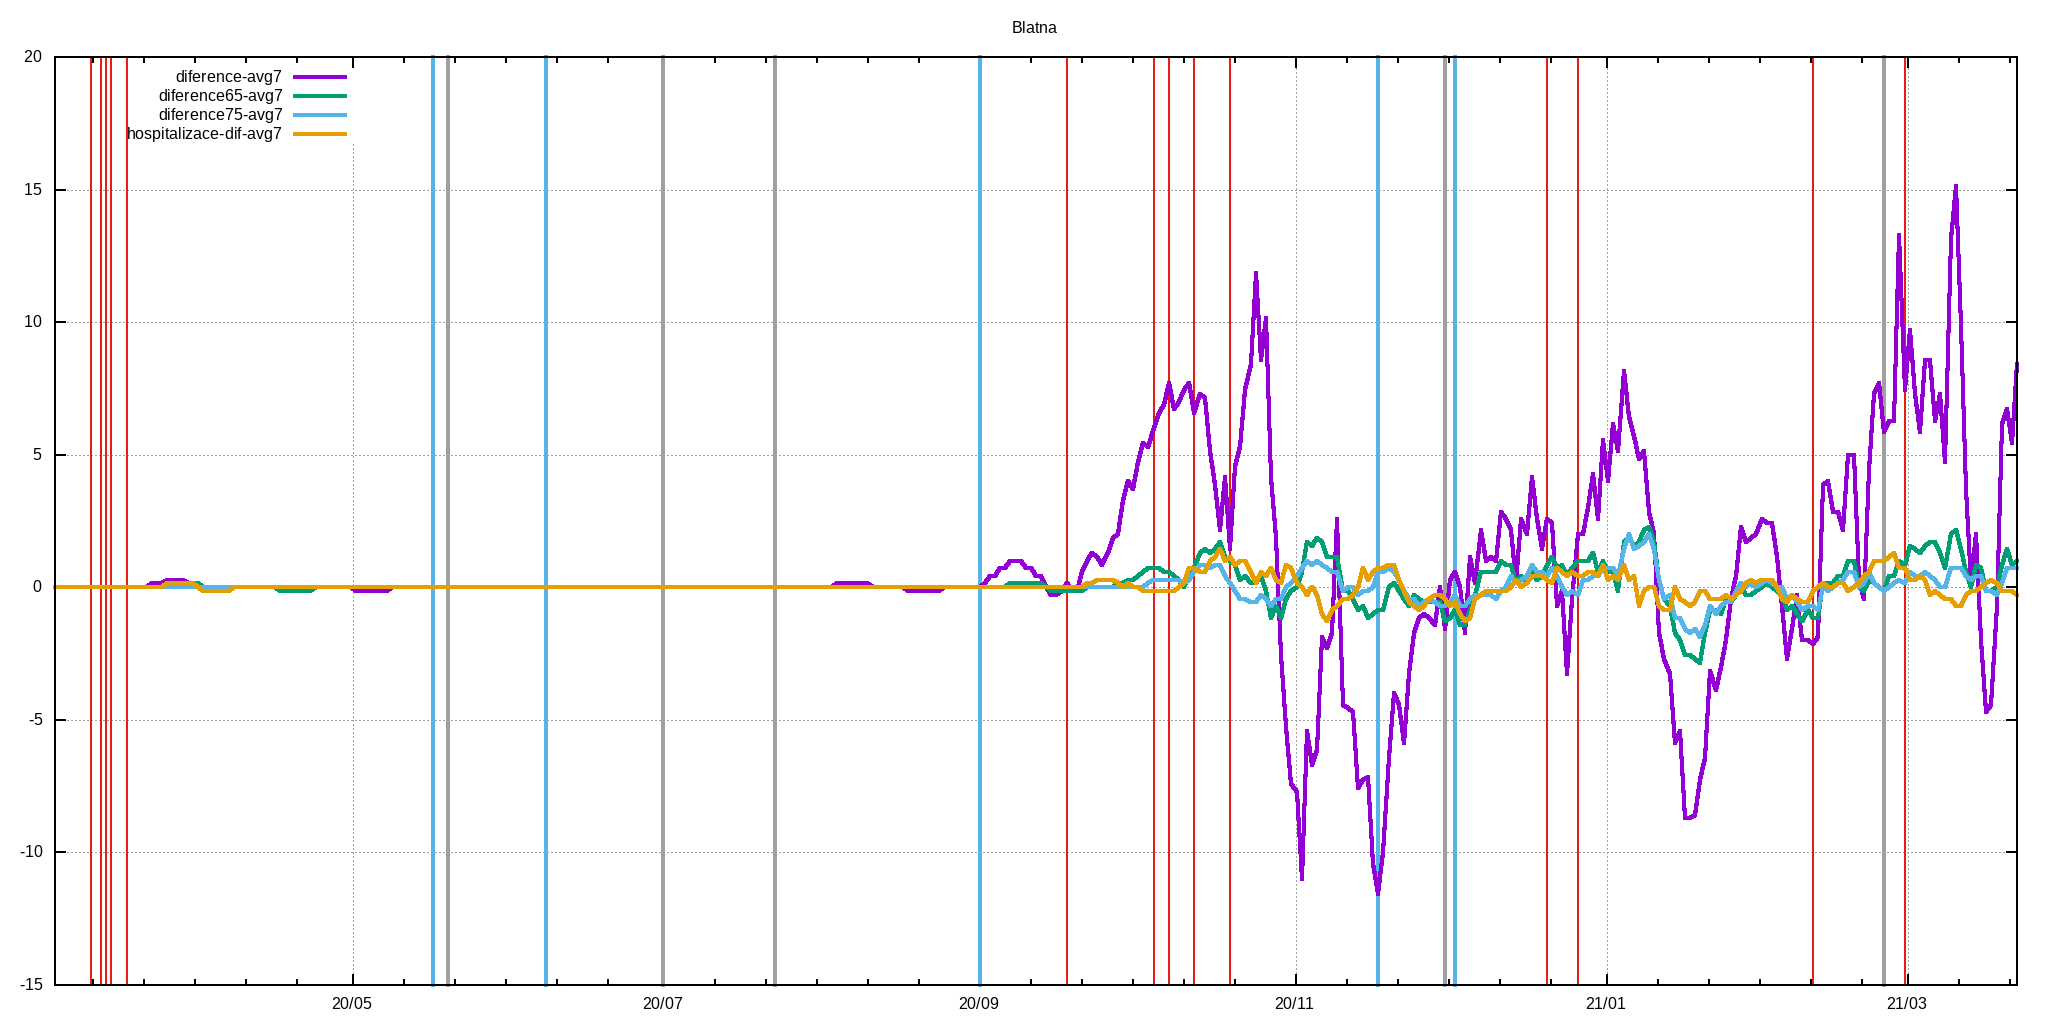 Blatna
20
diference-avg7
diference65-avg7
diference75-avg7
hospitalizace-dif-avg7
15
10
5
0
-5
-10
-15
20/05
20/07
20/09
20/11
21/01
21/03